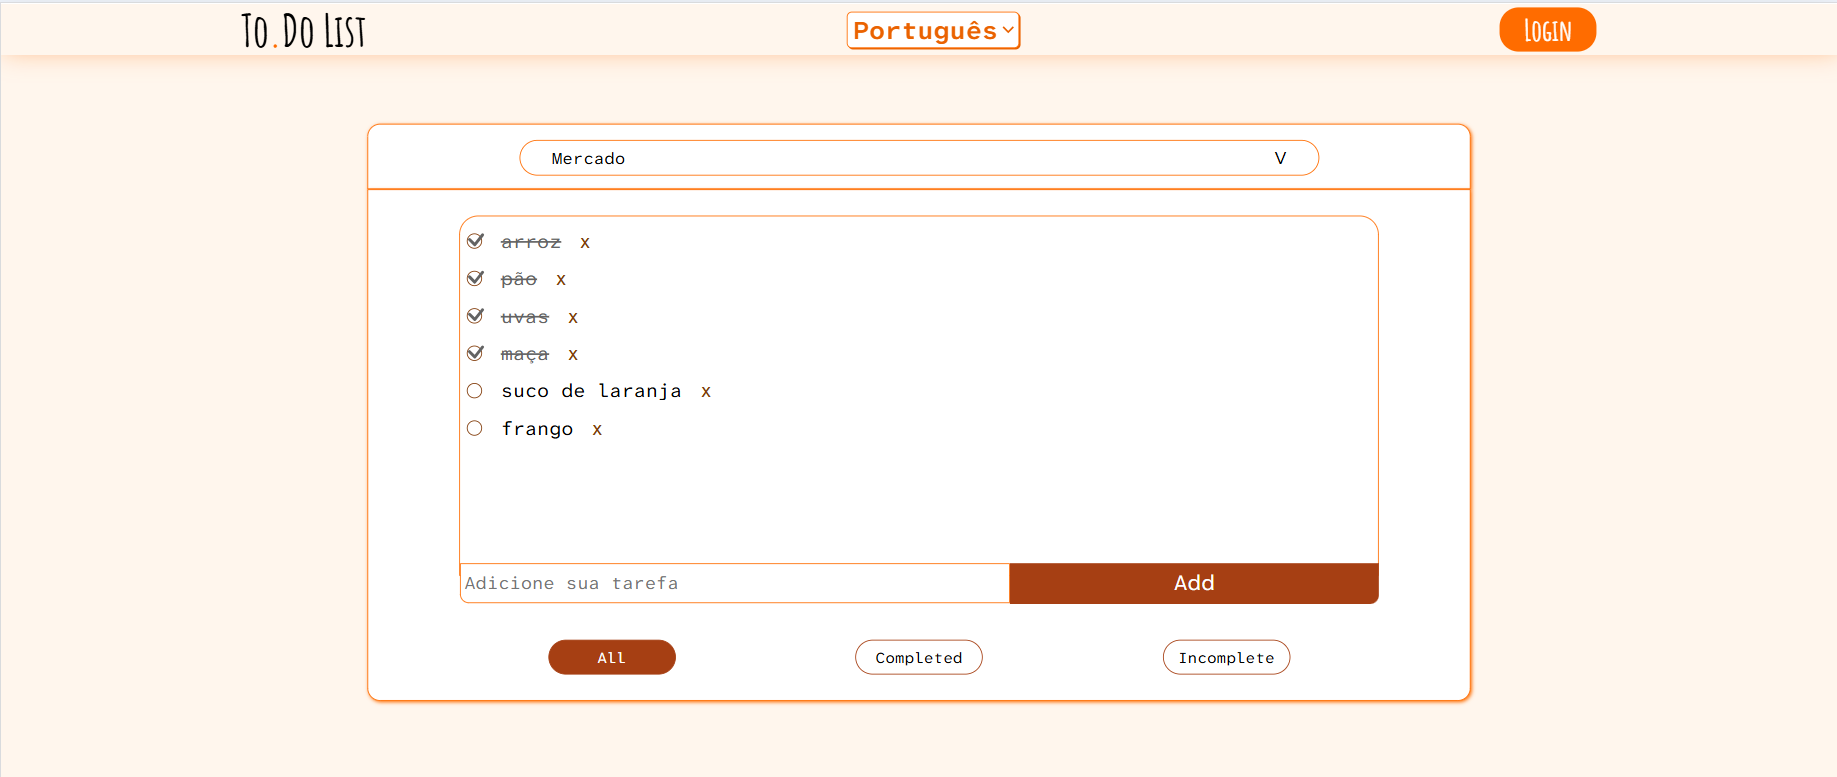 To.Do List
Português
Login
Mercado V
arroz x
pão x
uvas x
maça x
suco de laranja x
frango x
Adicione sua tarefa Add
All Completed Incomplete